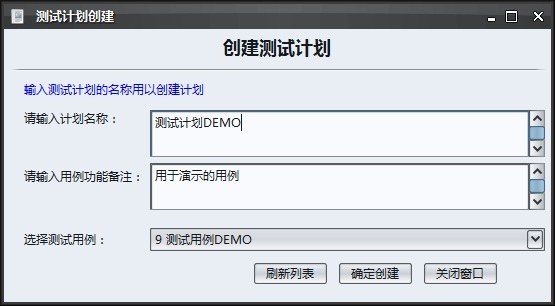 测试计划创建
创建测试计划
输入测试计划的名称用以创建计划
请输入计划名称：
测试计划DEMO
请输入用例功能备注：
用于演示的用例
选择测试用例：
9 测试用例DEMO
刷新列表 确定创建 关闭窗口